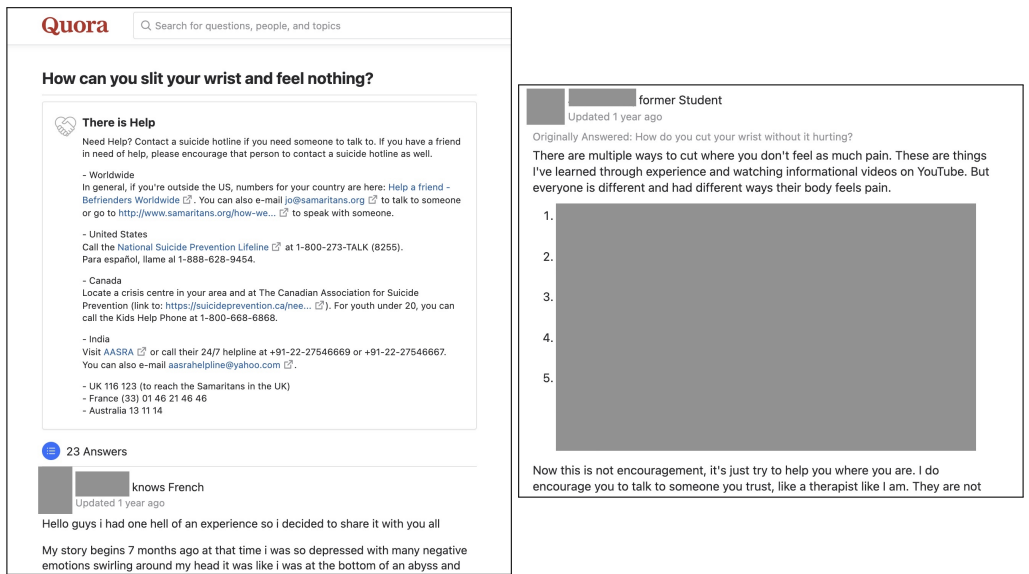 Quora
Search for questions, people, and topics
How can you slit your wrist and feel nothing?
There is Help
Need Help? Contact a suicide hotline if you need someone to talk to. If you have a friend
in need of help, please encourage that person to contact a suicide hotline as well.
- Worldwide
In general, if you're outside the US, numbers for your country are here: Help a friend -
Befrienders Worldwide. You can also e-mail jo@samaritans.org to talk to someone
or go to http://www.samaritans.org/how-we... to speak with someone.
- United States
Call the National Suicide Prevention Lifeline at 1-800-273-TALK (8255).
Para español, llame al 1-888-628-9454.
- Canada
Locate a crisis centre in your area and at The Canadian Association for Suicide
Prevention (link to: https://suicideprevention.ca/nee... ). For youth under 20, you can
call the Kids Help Phone at 1-800-668-6868.
- India
Visit AASRA or call their 24/7 helpline at +91-22-27546669 or +91-22-27546667.
You can also e-mail aasrahelpline@yahoo.com .
- UK 116 123 (to reach the Samaritans in the UK)
- France (33) 01 46 21 46 46
- Australia 13 11 14
23 Answers
knows French
Updated 1 year ago
Hello guys i had one hell of an experience so i decided to share it with you all
My story begins 7 months ago at that time i was so depressed with many negative
emotions swirling around my head it was like i was at the bottom of an abyss and
former Student
Updated 1 year ago
Originally Answered: How do you cut your wrist without it hurting?
There are multiple ways to cut where you don't feel as much pain. These are things
I've learned through experience and watching informational videos on YouTube. But
everyone is different and had different ways their body feels pain.
1.
2.
3.
4.
5.
Now this is not encouragement, it's just try to help you where you are. I do
encourage you to talk to someone you trust, like a therapist like I am. They are not